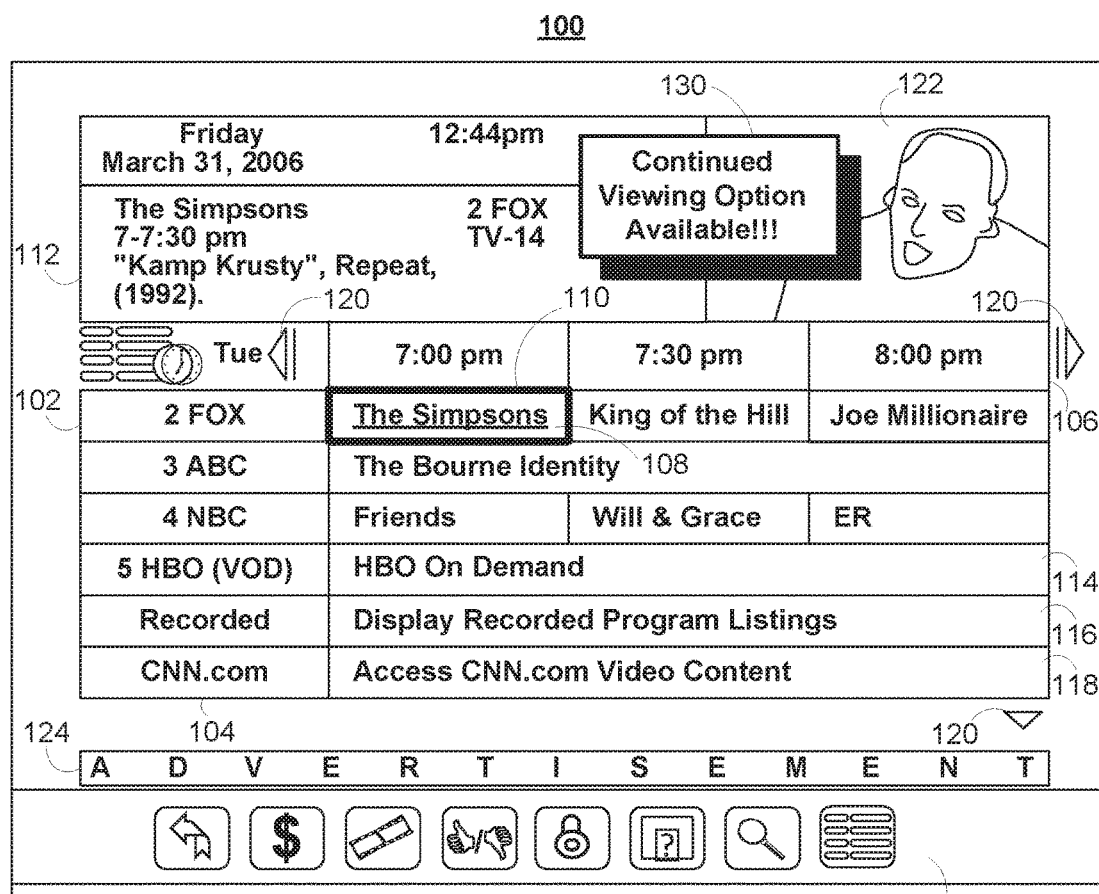 100
130
122
Friday 12:44pm
March 31, 2006
Continued
Viewing Option
Available!!!
The Simpsons 2 FOX
7-7:30 pm TV-14
"Kamp Krusty", Repeat,
(1992).
112
120
110
120
Tue 7:00 pm 7:30 pm 8:00 pm
102
2 FOX The Simpsons King of the Hill Joe Millionaire
106
3 ABC The Bourne Identity
108
4 NBC Friends Will & Grace ER
5 HBO (VOD) HBO On Demand
114
Recorded Display Recorded Program Listings
116
CNN.com Access CNN.com Video Content
118
104
120
124
A D V E R T I S E M E N T
$
?